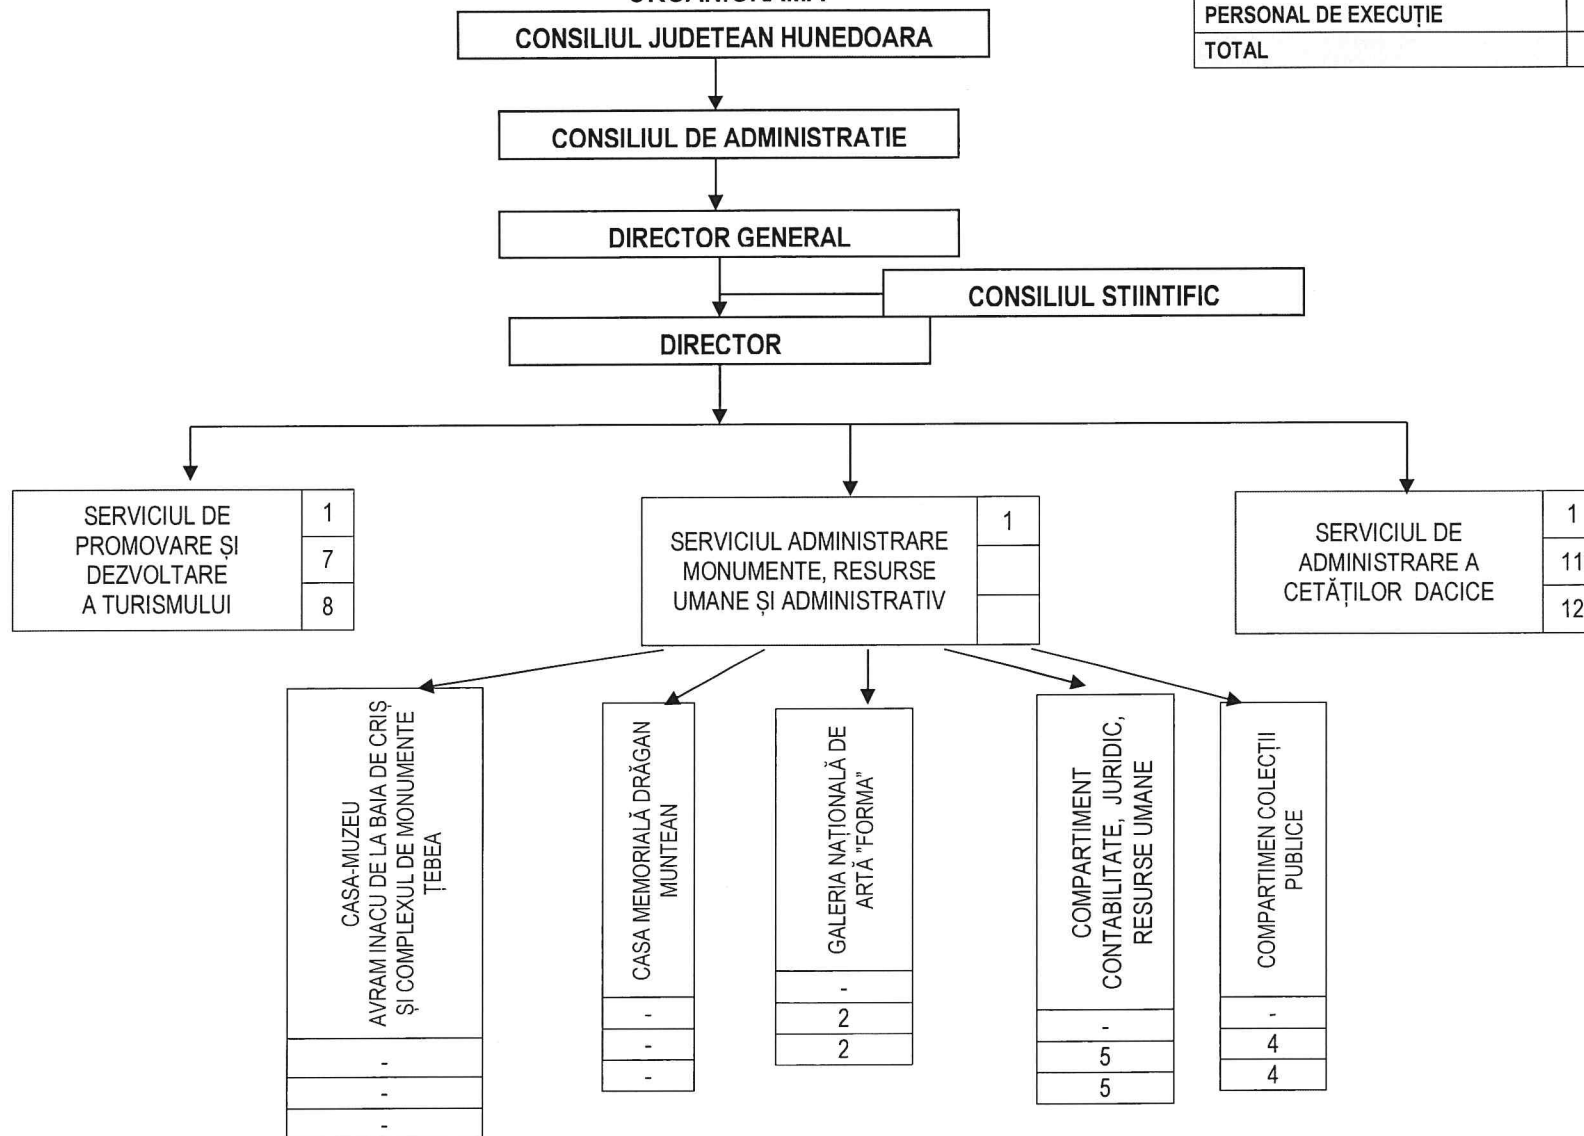 CONSILIUL JUDETEAN HUNEDOARA
PERSONAL DE EXECUȚIE
TOTAL
CONSILIUL DE ADMINISTRATIE
DIRECTOR GENERAL
CONSILIUL STIINTIFIC
DIRECTOR
SERVICIUL DE
PROMOVARE ȘI
DEZVOLTARE
A TURISMULUI
1
7
8
SERVICIUL ADMINISTRARE
MONUMENTE, RESURSE
UMANE ȘI ADMINISTRATIV
1
SERVICIUL DE
ADMINISTRARE A
CETĂȚILOR DACICE
1
11
12
CASA-MUZEU
AVRAM INACU DE LA BAIA DE CRIȘ
ȘI COMPLEXUL DE MONUMENTE
ȚEBEA
-
-
-
CASA MEMORIALĂ DRĂGAN
MUNTEAN
-
-
-
GALERIA NAȚIONALĂ DE
ARTĂ "FORMA"
-
2
2
COMPARTIMENT
CONTABILITATE, JURIDIC,
RESURSE UMANE
-
5
5
COMPARTIMEN COLECȚII
PUBLICE
-
4
4